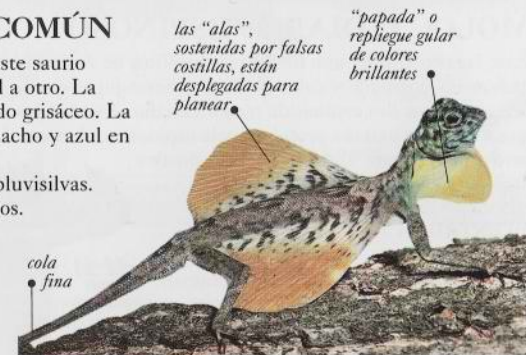 COMÚN
ste saurio
l a otro. La
do grisáceo. La
acho y azul en
pluvisilvas.
os.
las “alas”,
sostenidas por falsas
costillas, están
desplegadas para
planear
“papada” o
repliegue gular
de colores
brillantes
cola
fina